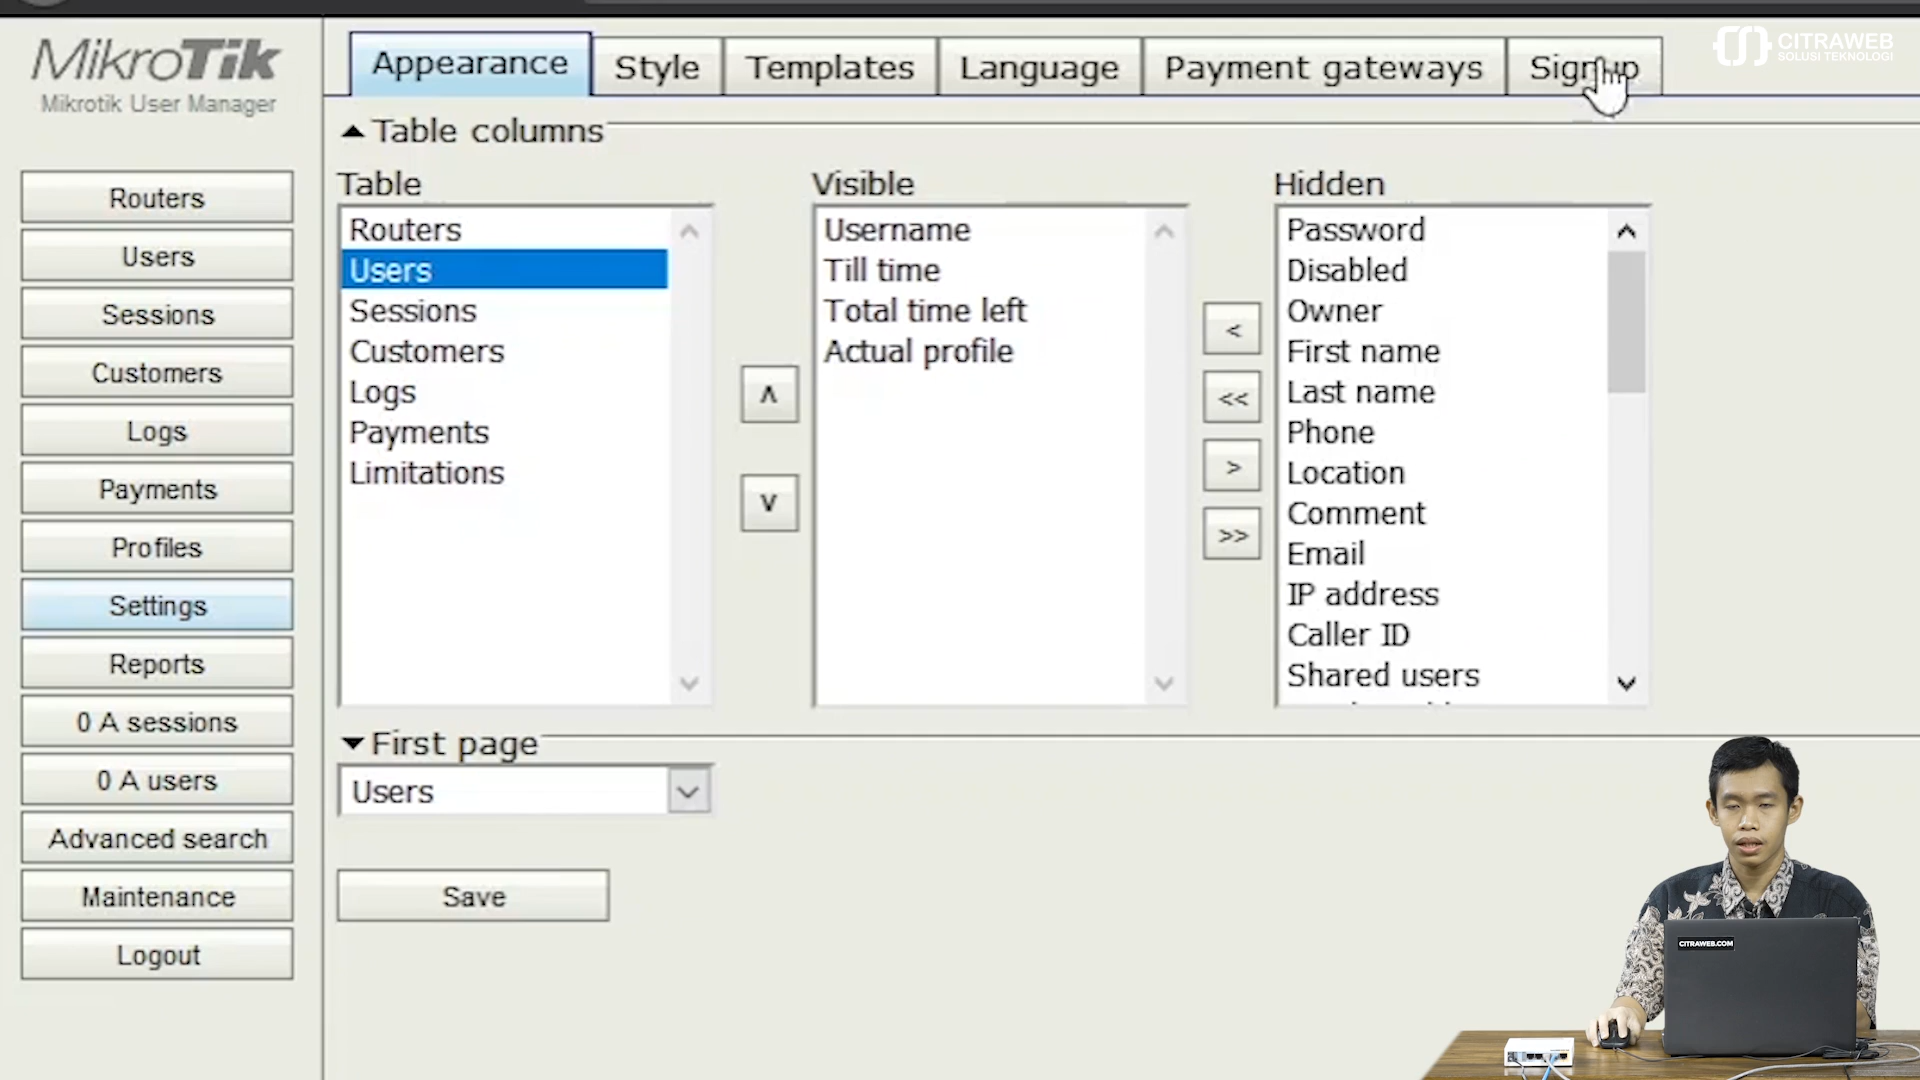 MikroTik
Mikrotik User Manager
Routers
Users
Sessions
Customers
Logs
Payments
Profiles
Settings
Reports
0 A sessions
0 A users
Advanced search
Maintenance
Logout
Appearance
Style
Templates
Language
Payment gateways
Signup
CITRAWEB
SOLUSI TEKNOLOGI
Table columns
Table
Routers
Users
Sessions
Customers
Logs
Payments
Limitations
∧
∨
Visible
Username
Till time
Total time left
Actual profile
<
<<
>
>>
Hidden
Password
Disabled
Owner
First name
Last name
Phone
Location
Comment
Email
IP address
Caller ID
Shared users
First page
Users
Save
CITRAWEB.COM